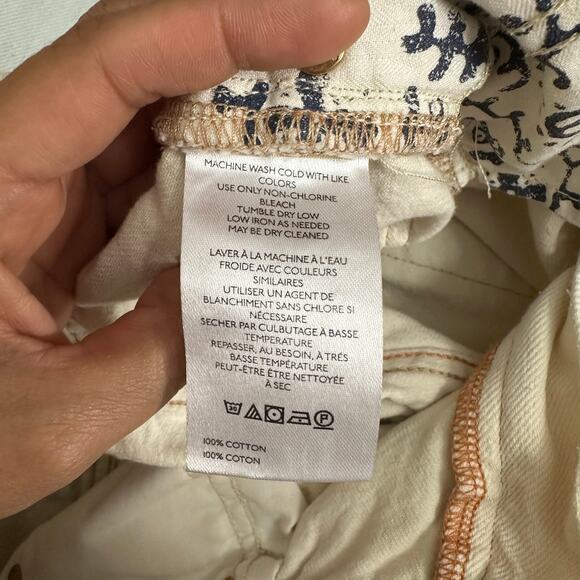 MACHINE WASH COLD WITH LIKE
COLORS
USE ONLY NON-CHLORINE
BLEACH
TUMBLE DRY LOW
LOW IRON AS NEEDED
MAY BE DRY CLEANED
LAVER À LA MACHINE À L'EAU
FROIDE AVEC COULEURS
SIMILAIRES
UTILISER UN AGENT DE
BLANCHIMENT SANS CHLORE SI
NÉCESSAIRE
SECHER PAR CULBUTAGE À BASSE
TEMPERATURE
REPASSER, AU BESOIN, À TRÉS
BASSE TEMPÉRATURE
PEUT-ÊTRE ÊTRE NETTOYÉE
À SEC
30 P
100% COTTON
100% COTON